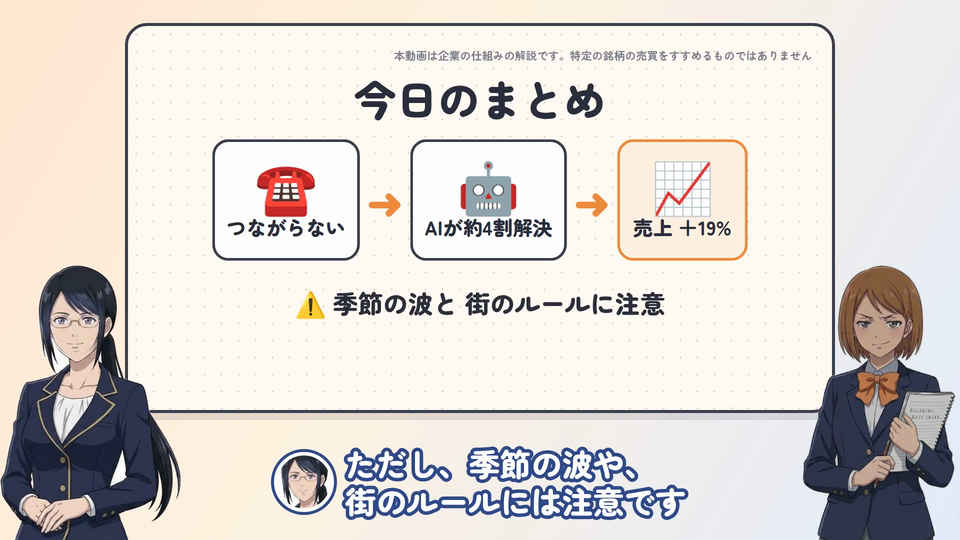 本動画は企業の仕組みの解説です。特定の銘柄の売買をすすめるものではありません
今日のまとめ
つながらない
AIが約4割解決
売上 +19%
季節の波と 街のルールに注意
ただし、季節の波や、
街のルールには注意です